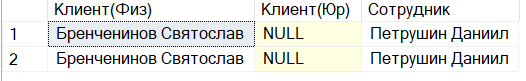 Клиент(Физ) Клиент(Юр) Сотрудник
1 Бренченинов Святослав NULL Петрушин Даниил
2 Бренченинов Святослав NULL Петрушин Даниил